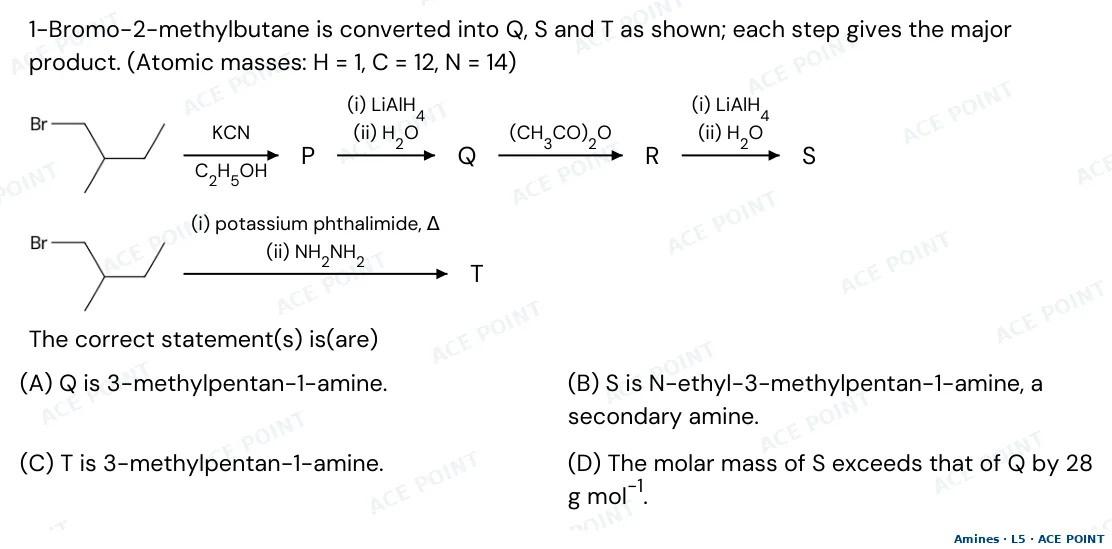 1-Bromo-2-methylbutane is converted into Q, S and T as shown; each step gives the major
product. (Atomic masses: H = 1, C = 12, N = 14)
Br
KCN
C₂H₅OH
P
(i) LiAlH₄
(ii) H₂O
Q
(CH₃CO)₂O
R
(i) LiAlH₄
(ii) H₂O
S
Br
(i) potassium phthalimide, Δ
(ii) NH₂NH₂
T
The correct statement(s) is(are)
(A) Q is 3-methylpentan-1-amine.
(B) S is N-ethyl-3-methylpentan-1-amine, a
secondary amine.
(C) T is 3-methylpentan-1-amine.
(D) The molar mass of S exceeds that of Q by 28
g mol⁻¹.
Amines · L5 · ACE POINT